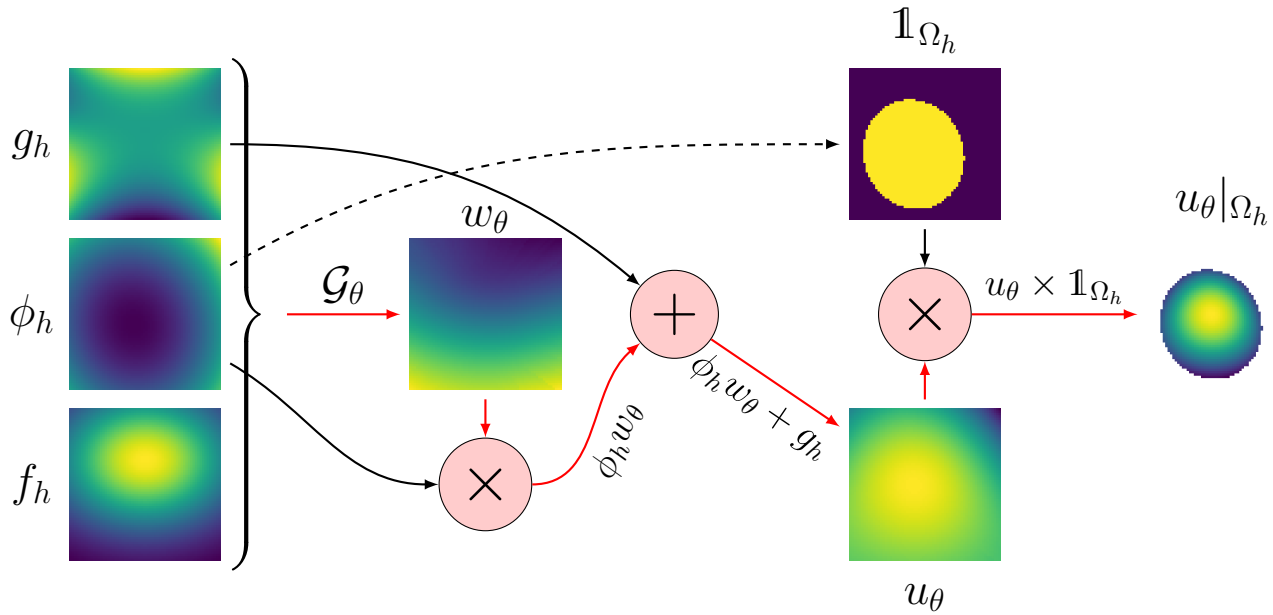 𝟙_{Ω_h}
g_h
w_θ
u_θ|_{Ω_h}
𝒢_θ
ϕ_h
+
×
u_θ × 𝟙_{Ω_h}
ϕ_h w_θ + g_h
ϕ_h w_θ
f_h
×
u_θ